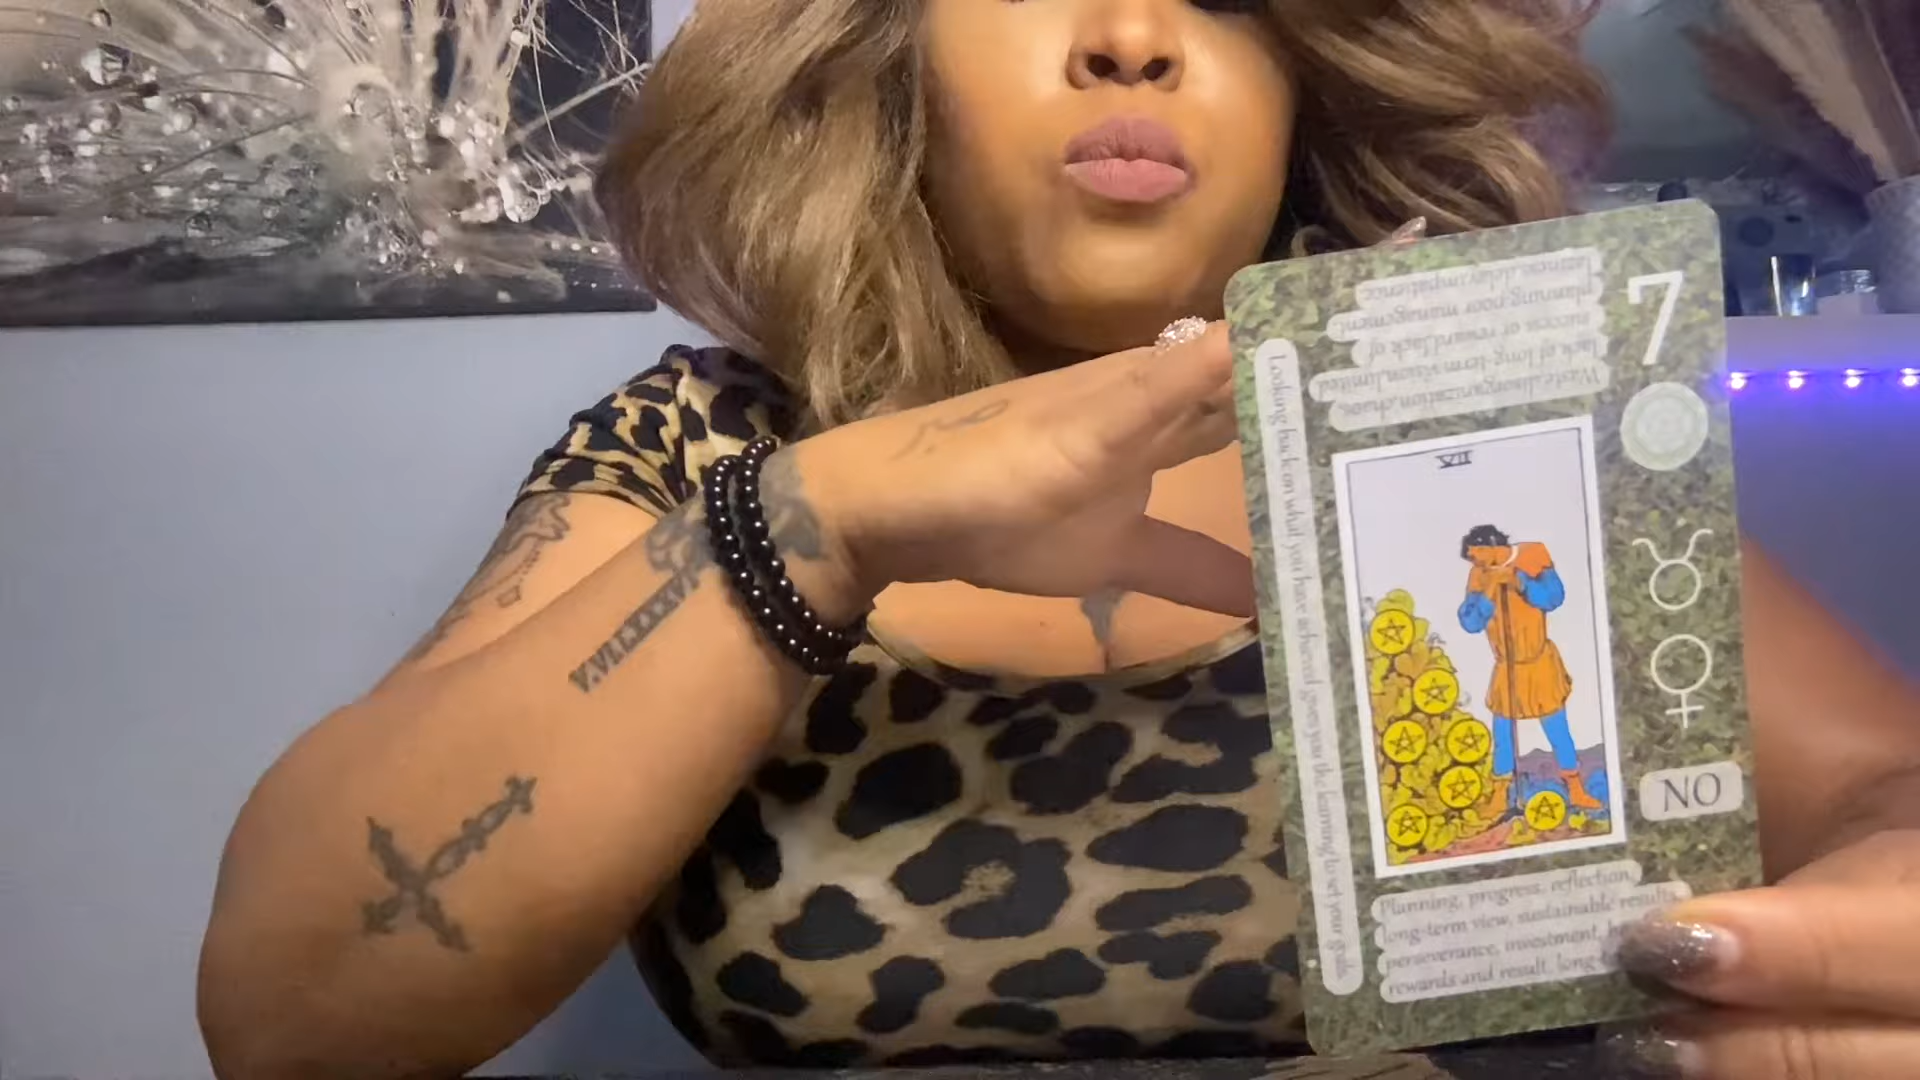 7
Waste, disorganization, chaos,
lack of long-term vision, limited
success or reward, lack of
planning, poor management,
laziness, delay, impatience
Looking back on what you have achieved gives you the learning to set your goals
VII
NO
Planning, progress, reflection,
long-term view, sustainable results,
perseverance, investment,
rewards and result, long-